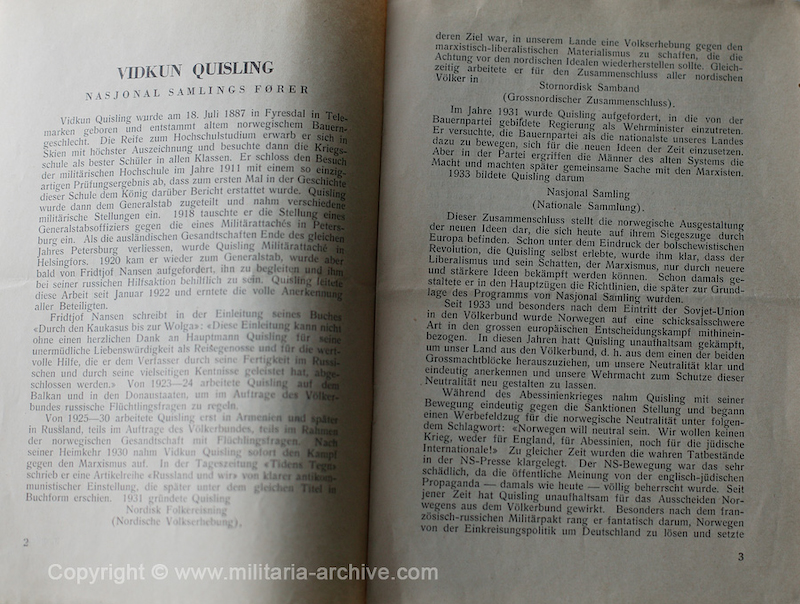 VIDKUN QUISLING
NASJONAL SAMLINGS FØRER
Vidkun Quisling wurde am 18. Juli 1887 in Fyresdal in Tele-
marken geboren und entstammt altem norwegischem Bauern-
geschlecht. Die Reife zum Hochschulstudium erwarb er sich in
Skien mit höchster Auszeichnung und besuchte dann die Kriegs-
schule als bester Schüler in allen Klassen. Er schloss den Besuch
der militärischen Hochschule im Jahre 1911 mit einem so einzig-
artigen Prüfungsergebnis ab, dass zum ersten Mal in der Geschichte
dieser Schule dem König darüber Bericht erstattet wurde. Quisling
wurde dann dem Generalstab zugeteilt und nahm verschiedene
militärische Stellungen ein. 1918 tauschte er die Stellung eines
Generalstabsoffiziers gegen die eines Militärattachés in Peters-
burg ein. Als die ausländischen Gesandtschaften Ende des gleichen
Jahres Petersburg verliessen, wurde Quisling Militärattaché in
Helsingfors. 1920 kam er wieder zum Generalstab, wurde aber
bald von Fridtjof Nansen aufgefordert, ihn zu begleiten und ihm
bei seiner russischen Hilfsaktion behilflich zu sein. Quisling leitete
diese Arbeit seit Januar 1922 und erntete die volle Anerkennung
aller Beteiligten.
Fridtjof Nansen schreibt in der Einleitung seines Buches
«Durch den Kaukasus bis zur Wolga»: «Diese Einleitung kann nicht
ohne einen herzlichen Dank an Hauptmann Quisling für seine
unermüdliche Liebenswürdigkeit als Reisegenosse und für die wert-
volle Hilfe, die er dem Verfasser durch seine Fertigkeit im Russi-
schen und durch seine vielseitigen Kentnisse geleistet hat, abge-
schlossen werden.» Von 1923—24 arbeitete Quisling auf dem
Balkan und in den Donaustaaten, um im Auftrage des Völker-
bundes russische Flüchtlingsfragen zu regeln.
Von 1925-30 arbeitete Quisling erst in Armenien und später
in Russland, teils im Auftrage des Völkerbundes, teils im Rahmen
der norwegischen Gesandtschaft mit Flüchtlingsfragen. Nach
seiner Heimkehr 1930 nahm Vidkun Quisling sofort den Kampf
gegen den Marxismus auf. In der Tageszeitung «Tidens Tegn»
schrieb er eine Artikelreihe «Russland und wir» von klarer antikom-
munistischer Einstellung, die später unter dem gleichen Titel in
Buchform erschien. 1931 gründete Quisling
Nordisk Folkereisning
(Nordische Volkserhebung),
2
deren Ziel war, in unserem Lande eine Volkserhebung gegen den
marxistisch-liberalistischen Materialismus zu schaffen, die die
Achtung vor den nordischen Idealen wiederherstellen sollte. Gleich-
zeitig arbeitete er für den Zusammenschluss aller nordischen
Völker in
Stornordisk Samband
(Grossnordischer Zusammenschluss).
Im Jahre 1931 wurde Quisling aufgefordert, in die von der
Bauernpartei gebildete Regierung als Wehrminister einzutreten.
Er versuchte, die Bauernpartei als die nationalste unseres Landes
dazu zu bewegen, sich für die neuen Ideen der Zeit einzusetzen.
Aber in der Partei ergriffen die Männer des alten Systems die
Macht und machten später gemeinsame Sache mit den Marxisten.
1933 bildete Quisling darum
Nasjonal Samling
(Nationale Sammlung).
Dieser Zusammenschluss stellt die norwegische Ausgestaltung
der neuen Ideen dar, die sich heute auf ihrem Siegeszuge durch
Europa befinden. Schon unter dem Eindruck der bolschewistischen
Revolution, die Quisling selbst erlebte, wurde ihm klar, dass der
Liberalismus und sein Schatten, der Marxismus, nur durch neuere
und stärkere Ideen bekämpft werden können. Schon damals ge-
staltete er in den Hauptzügen die Richtlinien, die später zur Grund-
lage des Programms von Nasjonal Samling wurden.
Seit 1933 und besonders nach dem Eintritt der Sovjet-Union
in den Völkerbund wurde Norwegen auf eine schicksalsschwere
Art in den grossen europäischen Entscheidungskampf mithinein-
bezogen. In diesen Jahren hatt Quisling unaufhaltsam gekämpft,
um unser Land aus den Völkerbund, d. h. aus dem einen der beiden
Grossmachtblöcke herauszuziehen, um unsere Neutralität klar und
eindeutig anerkennen und unsere Wehrmacht zum Schutze dieser
Neutralität neu gestalten zu lassen.
Während des Abessinienkrieges nahm Quisling mit seiner
Bewegung eindeutig gegen die Sanktionen Stellung und begann
einen Werbefeldzug für die norwegische Neutralität unter folgen-
dem Schlagwort: «Norwegen will neutral sein. Wir wollen keinen
Krieg, weder für England, für Abessinien, noch für die jüdische
Internationale!» Zu gleicher Zeit wurden die wahren Tatbestände
in der NS-Presse klargelegt. Der NS-Bewegung war das sehr
schädlich, da die öffentliche Meinung von der englisch-jüdischen
Propaganda — damals wie heute — völlig beherrscht wurde. Seit
jener Zeit hat Quisling unaufhaltsam für das Ausscheiden Nor-
wegens aus dem Völkerbund gewirkt. Besonders nach dem fran-
zösisch-russichen Militärpakt rang er fantatisch darum, Norwegen
von der Einkreisungspolitik um Deutschland zu lösen und setzte
3
Copyright © www.militaria-archive.com